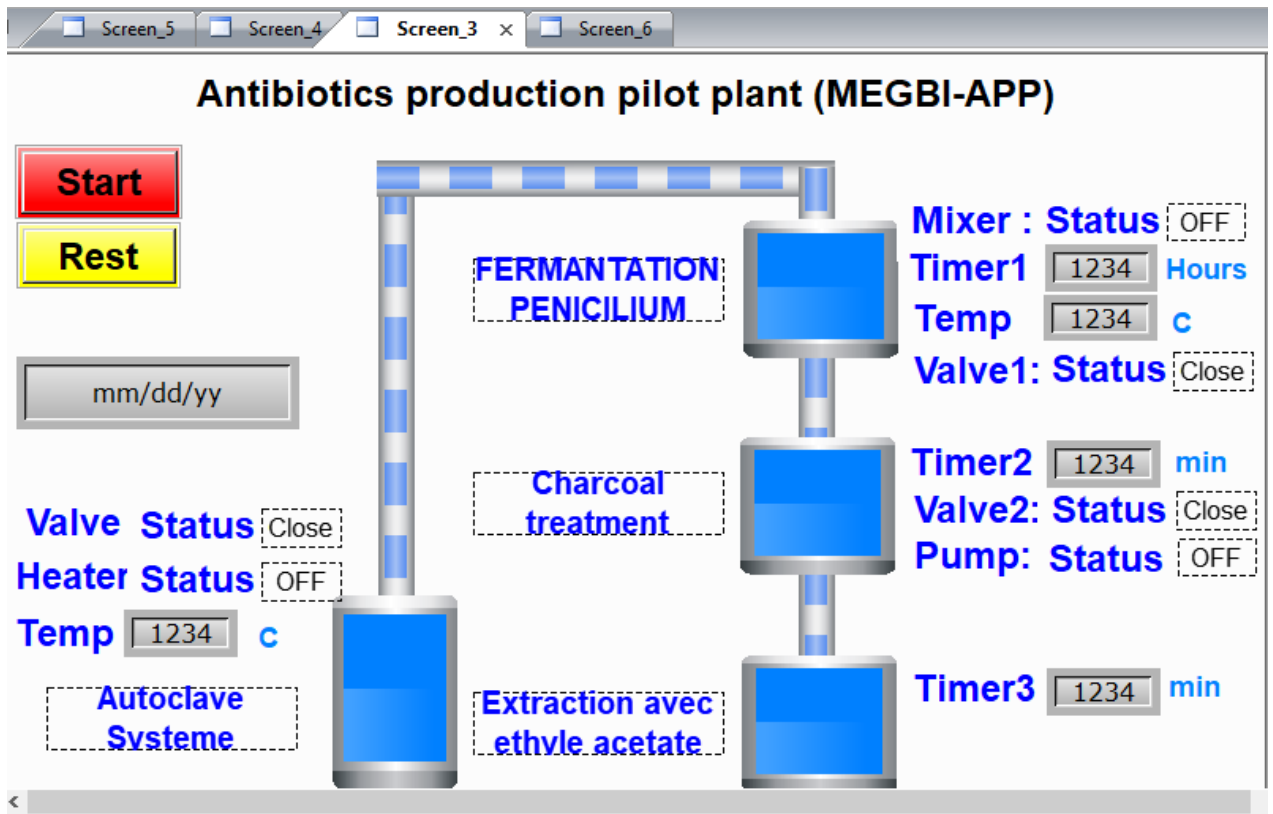 Screen_5 Screen_4 Screen_3 × Screen_6
Antibiotics production pilot plant (MEGBI-APP)
Start
Rest
mm/dd/yy
Valve Status Close
Heater Status OFF
Temp 1234 C
Autoclave
Systeme
FERMANTATION
PENICILIUM
Charcoal
treatment
Extraction avec
ethyle acetate
Mixer : Status OFF
Timer1 1234 Hours
Temp 1234 C
Valve1: Status Close
Timer2 1234 min
Valve2: Status Close
Pump: Status OFF
Timer3 1234 min